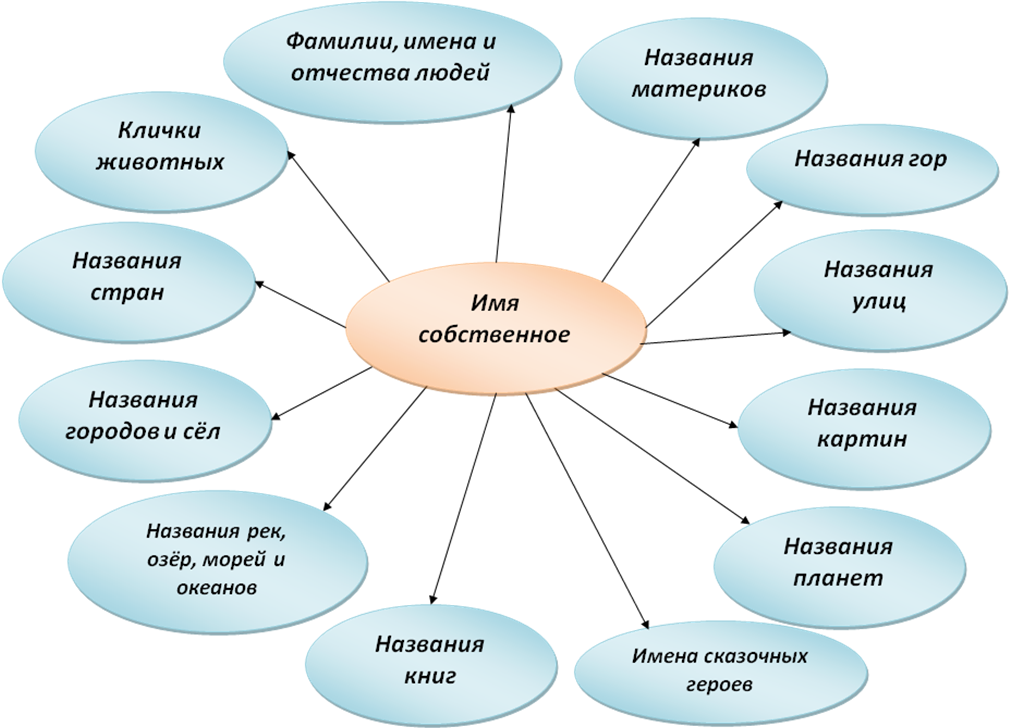 Фамилии, имена и
отчества людей
Названия
материков
Клички
животных
Названия гор
Названия
стран
Названия
улиц
Имя
собственное
Названия
городов и сёл
Названия
картин
Названия рек,
озёр, морей и
океанов
Названия
планет
Названия
книг
Имена сказочных
героев